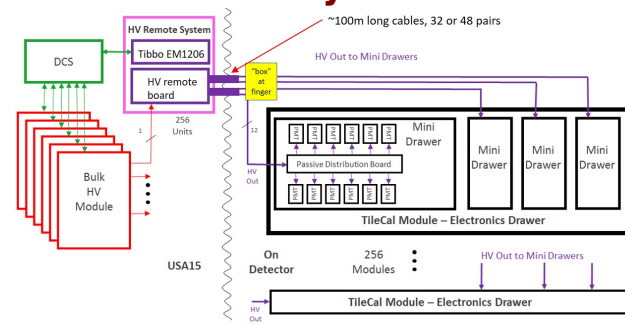 ~100m long cables, 32 or 48 pairs
HV Remote System
Tibbo EM1206
HV remote
board
DCS
"box"
at
finger
HV Out to Mini Drawers
256
Units
1
12
Bulk
HV
Module
HV
Out
PMT PMT PMT PMT PMT PMT
Mini
Drawer
Passive Distribution Board
PMT PMT PMT PMT PMT PMT
Mini
Drawer
Mini
Drawer
Mini
Drawer
TileCal Module – Electronics Drawer
USA15
On
Detector
256
Modules
HV Out to Mini Drawers
TileCal Module – Electronics Drawer
HV
Out